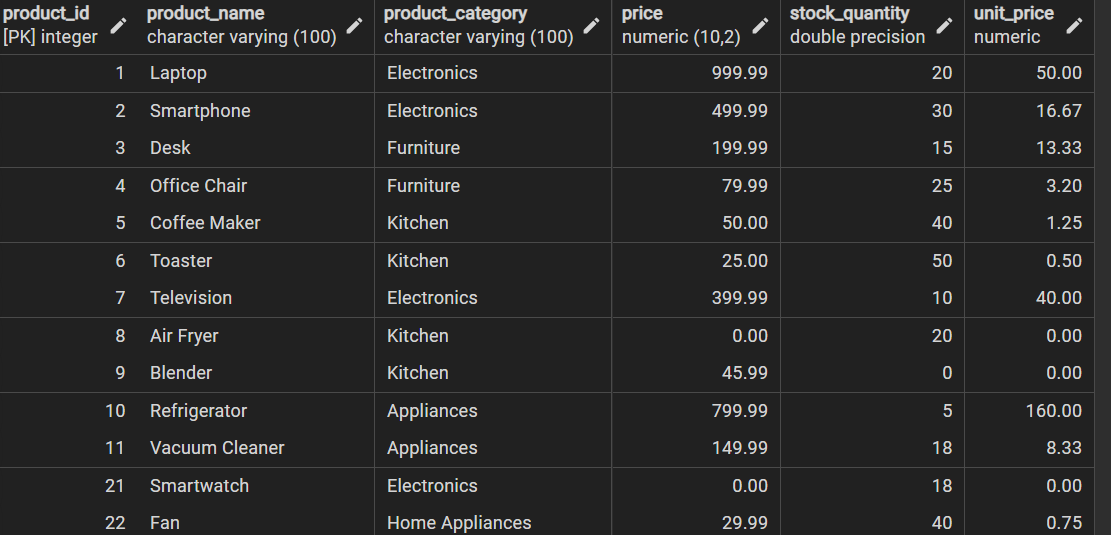 product_id product_name product_category price stock_quantity unit_price
[PK] integer character varying (100) character varying (100) numeric (10,2) double precision numeric
1 Laptop Electronics 999.99 20 50.00
2 Smartphone Electronics 499.99 30 16.67
3 Desk Furniture 199.99 15 13.33
4 Office Chair Furniture 79.99 25 3.20
5 Coffee Maker Kitchen 50.00 40 1.25
6 Toaster Kitchen 25.00 50 0.50
7 Television Electronics 399.99 10 40.00
8 Air Fryer Kitchen 0.00 20 0.00
9 Blender Kitchen 45.99 0 0.00
10 Refrigerator Appliances 799.99 5 160.00
11 Vacuum Cleaner Appliances 149.99 18 8.33
21 Smartwatch Electronics 0.00 18 0.00
22 Fan Home Appliances 29.99 40 0.75